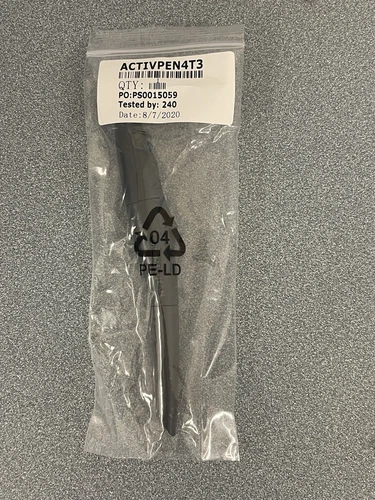 ACTIVPEN4T3
QTY:
PO:PS0015059
Tested by: 240
Date:8/7/2020
04
PE-LD